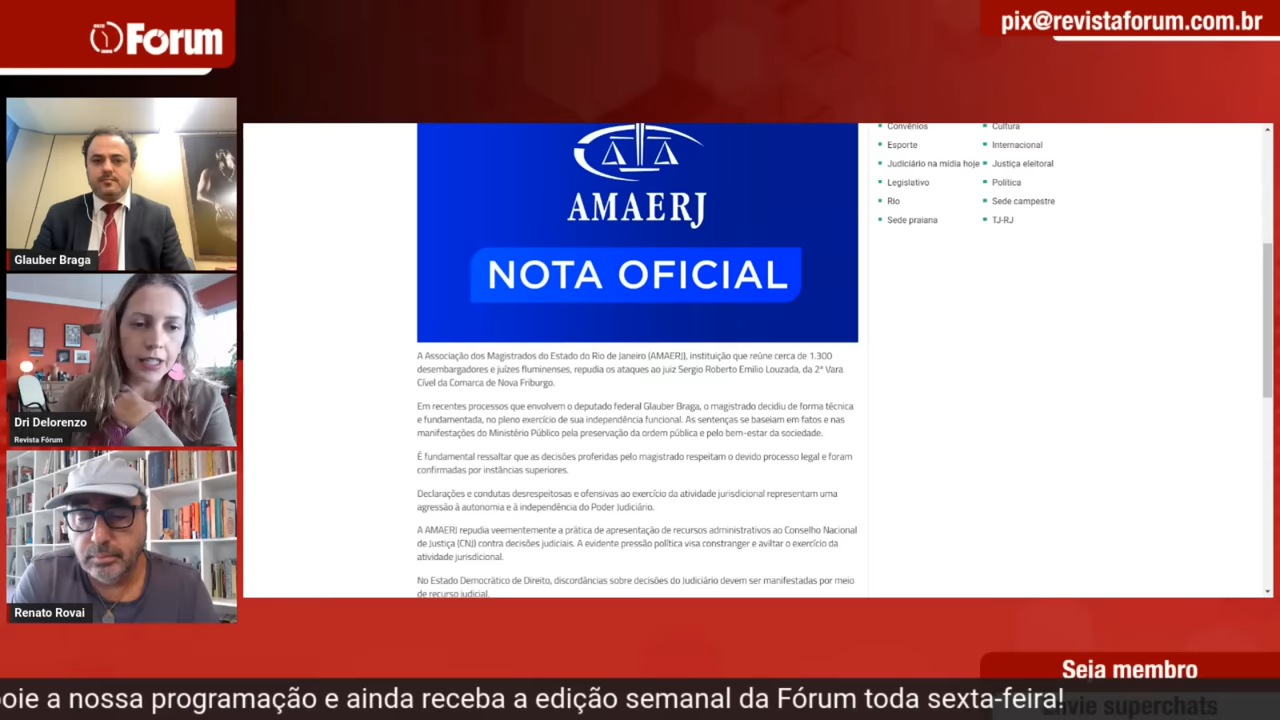 Forum
pix@revistaforum.com.br
Glauber Braga
Dri Delorenzo
Revista Fórum
Renato Rovai
AMAERJ
NOTA OFICIAL
A Associação dos Magistrados do Estado do Rio de Janeiro (AMAERJ), instituição que reúne cerca de 1.300
desembargadores e juízes fluminenses, repudia os ataques ao juiz Sergio Roberto Emilio Louzada, da 2ª Vara
Cível da Comarca de Nova Friburgo.
Em recentes processos que envolvem o deputado federal Glauber Braga, o magistrado decidiu de forma técnica
e fundamentada, no pleno exercício de sua independência funcional. As sentenças se baseiam em fatos e nas
manifestações do Ministério Público pela preservação da ordem pública e pelo bem-estar da sociedade.
É fundamental ressaltar que as decisões proferidas pelo magistrado respeitam o devido processo legal e foram
confirmadas por instâncias superiores.
Declarações e condutas desrespeitosas e ofensivas ao exercício da atividade jurisdicional representam uma
agressão à autonomia e à independência do Poder Judiciário.
A AMAERJ repudia veementemente a prática de apresentação de recursos administrativos ao Conselho Nacional
de Justiça (CNJ) contra decisões judiciais. A evidente pressão política visa constranger e aviltar o exercício da
atividade jurisdicional.
No Estado Democrático de Direito, discordâncias sobre decisões do Judiciário devem ser manifestadas por meio
de recurso judicial.
Convênios
Cultura
Esporte
Internacional
Judiciário na mídia hoje
Justiça eleitoral
Legislativo
Política
Rio
Sede campestre
Sede praiana
TJ-RJ
Seja membro
Envie superchats
oie a nossa programação e ainda receba a edição semanal da Fórum toda sexta-feira!